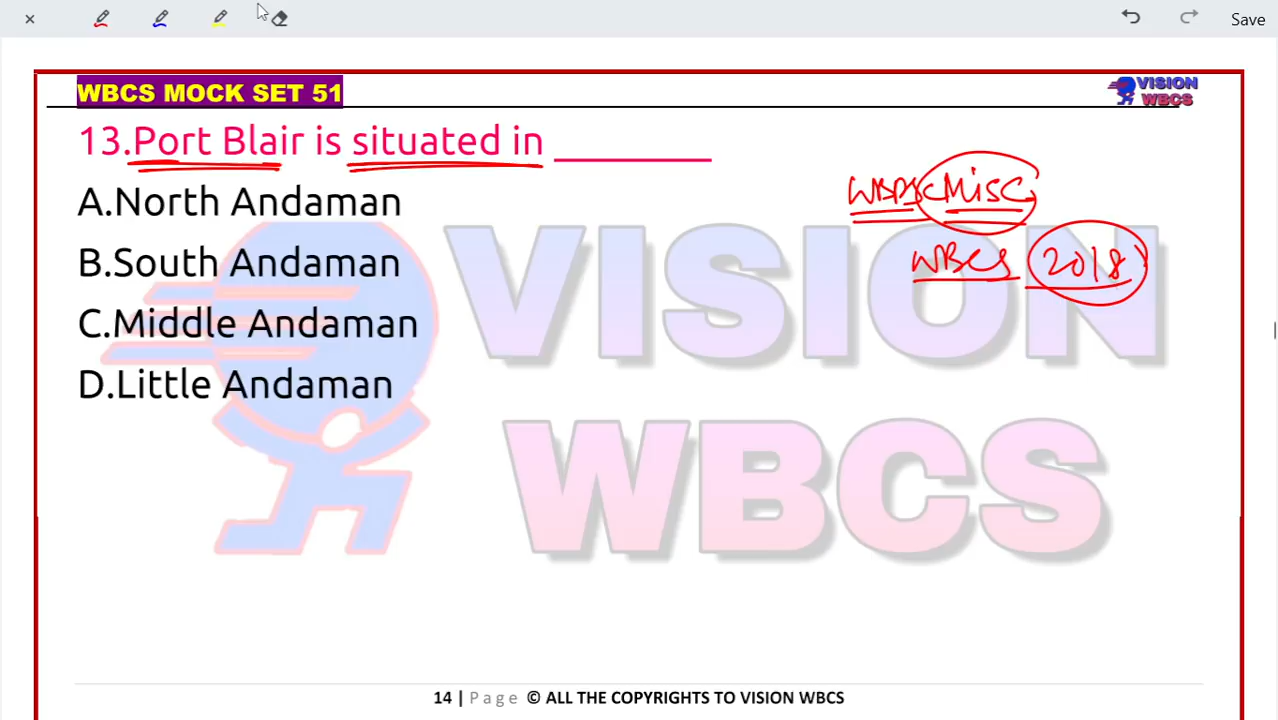 Save
WBCS MOCK SET 51
VISION
WBCS
13.Port Blair is situated in ________
A.North Andaman
B.South Andaman
C.Middle Andaman
D.Little Andaman
MISC
WBCS 2018
VISION
WBCS
14 | Page © ALL THE COPYRIGHTS TO VISION WBCS